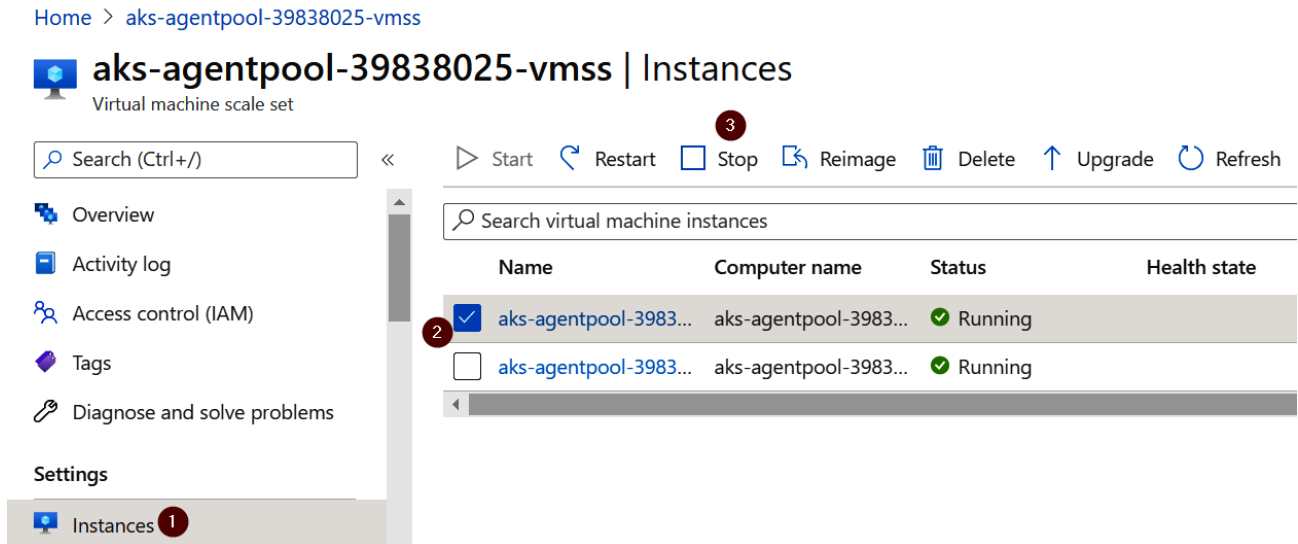 Home > aks-agentpool-39838025-vmss
aks-agentpool-39838025-vmss | Instances
Virtual machine scale set
3
Search (Ctrl+/) «
Start Restart Stop Reimage Delete Upgrade Refresh
Overview
Activity log
Access control (IAM)
Tags
Diagnose and solve problems
Settings
Instances 1
Search virtual machine instances
Name Computer name Status Health state
2 aks-agentpool-3983... aks-agentpool-3983... Running
aks-agentpool-3983... aks-agentpool-3983... Running